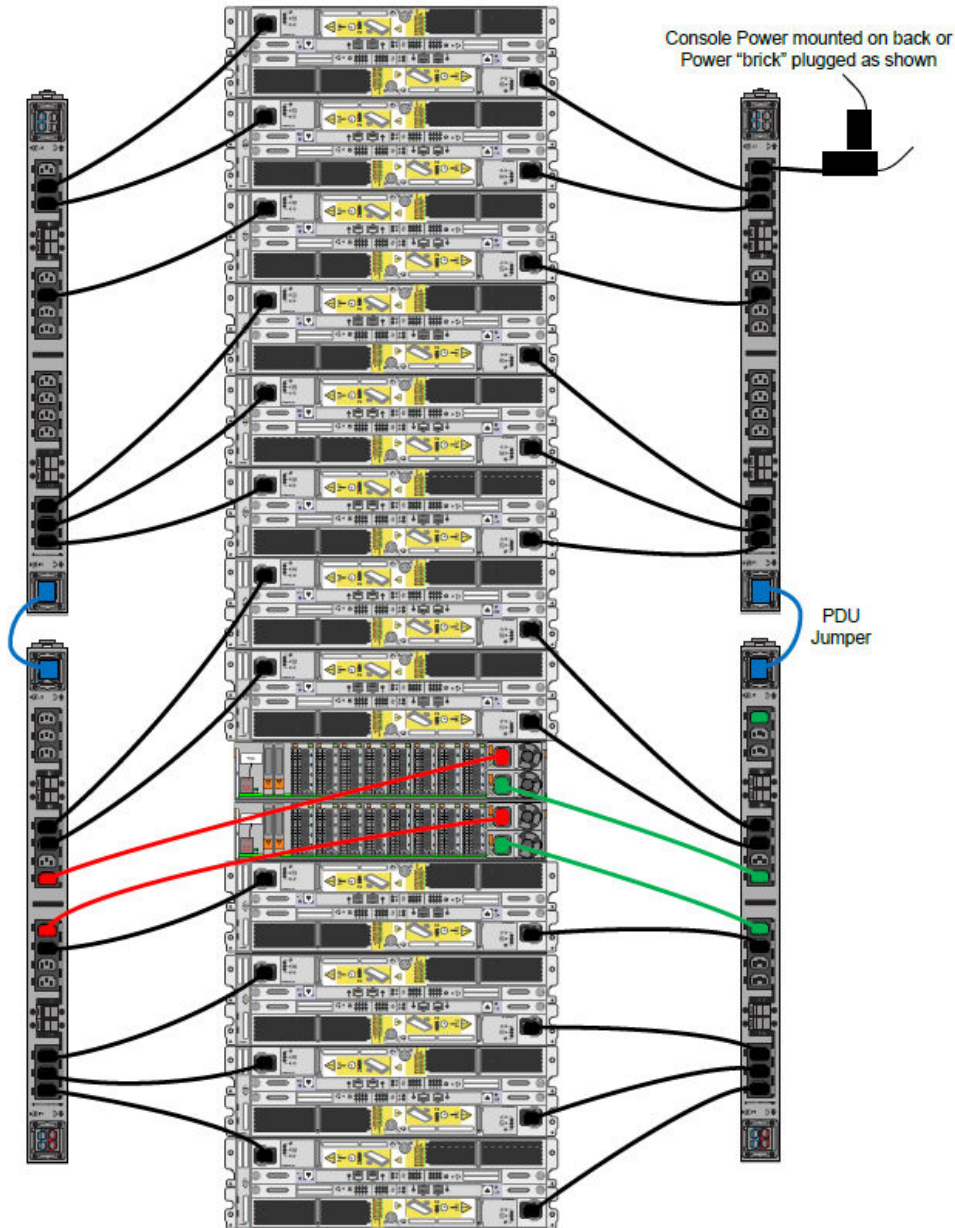 Console Power mounted on back or
Power “brick” plugged as shown
PDU
Jumper